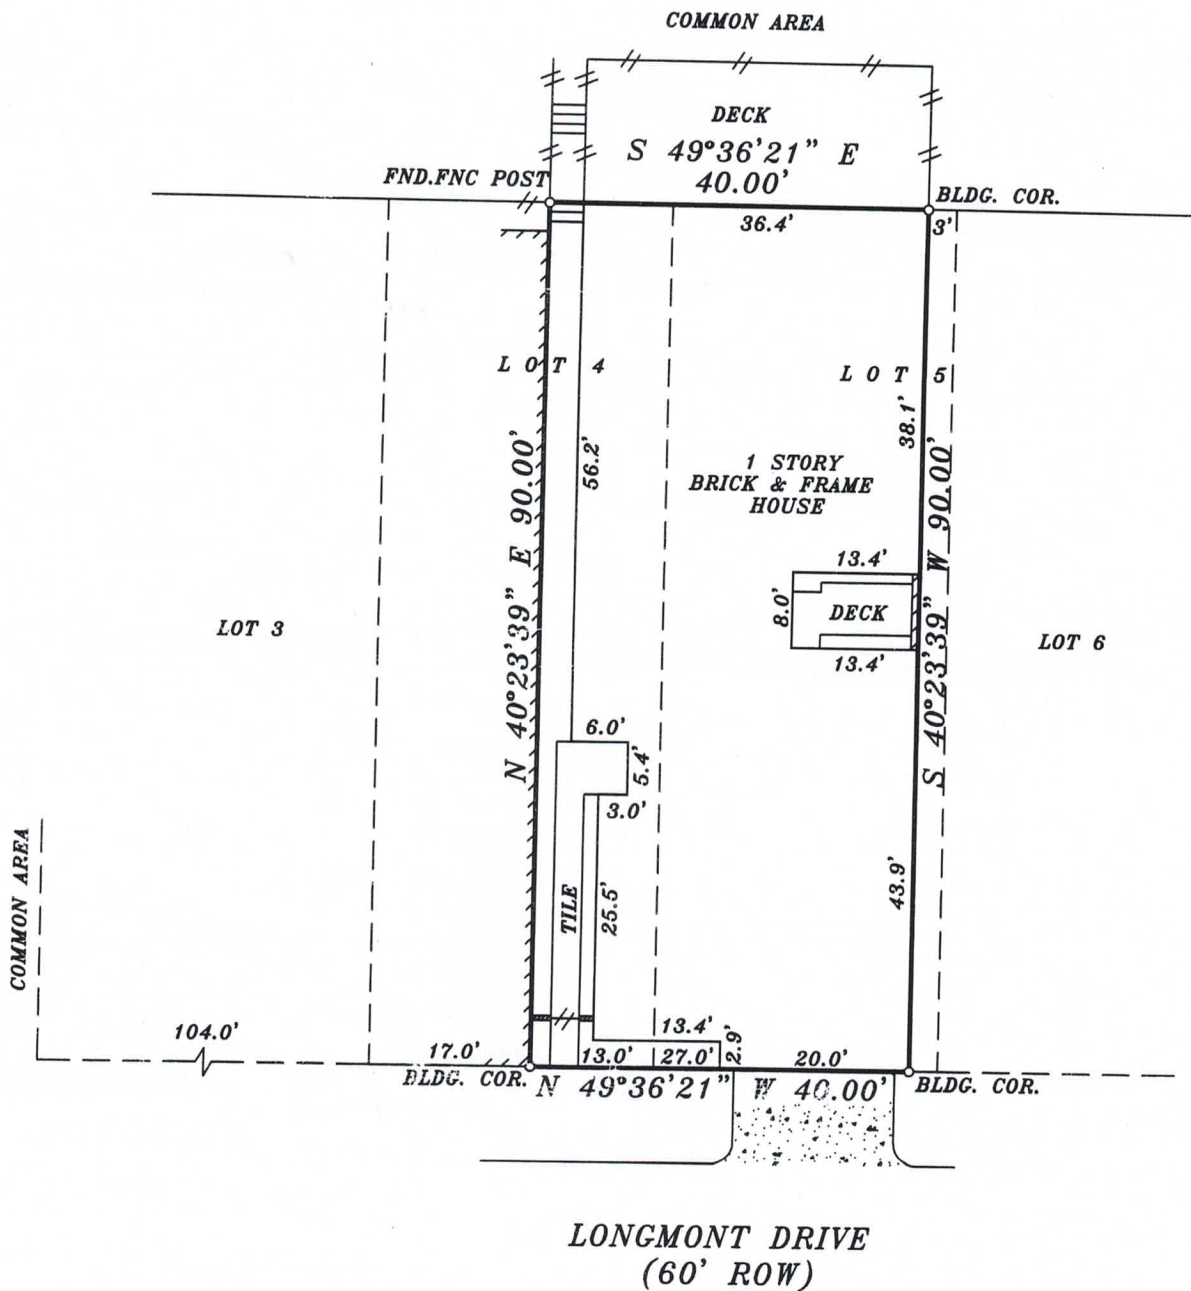 COMMON AREA
DECK
S 49°36'21" E
40.00'
FND.FNC POST
BLDG. COR.
36.4'
3'
LOT 4
LOT 5
38.1'
56.2'
N 40°23'39" E 90.00'
S 40°23'39" W 90.00'
1 STORY
BRICK & FRAME
HOUSE
13.4'
8.0'
DECK
13.4'
LOT 3
LOT 6
6.0'
5.4'
3.0'
TILE
25.5'
43.9'
COMMON AREA
104.0'
17.0'
13.4'
2.9'
13.0'
27.0'
20.0'
BLDG. COR.
N 49°36'21" W 40.00'
BLDG. COR.
LONGMONT DRIVE
(60' ROW)